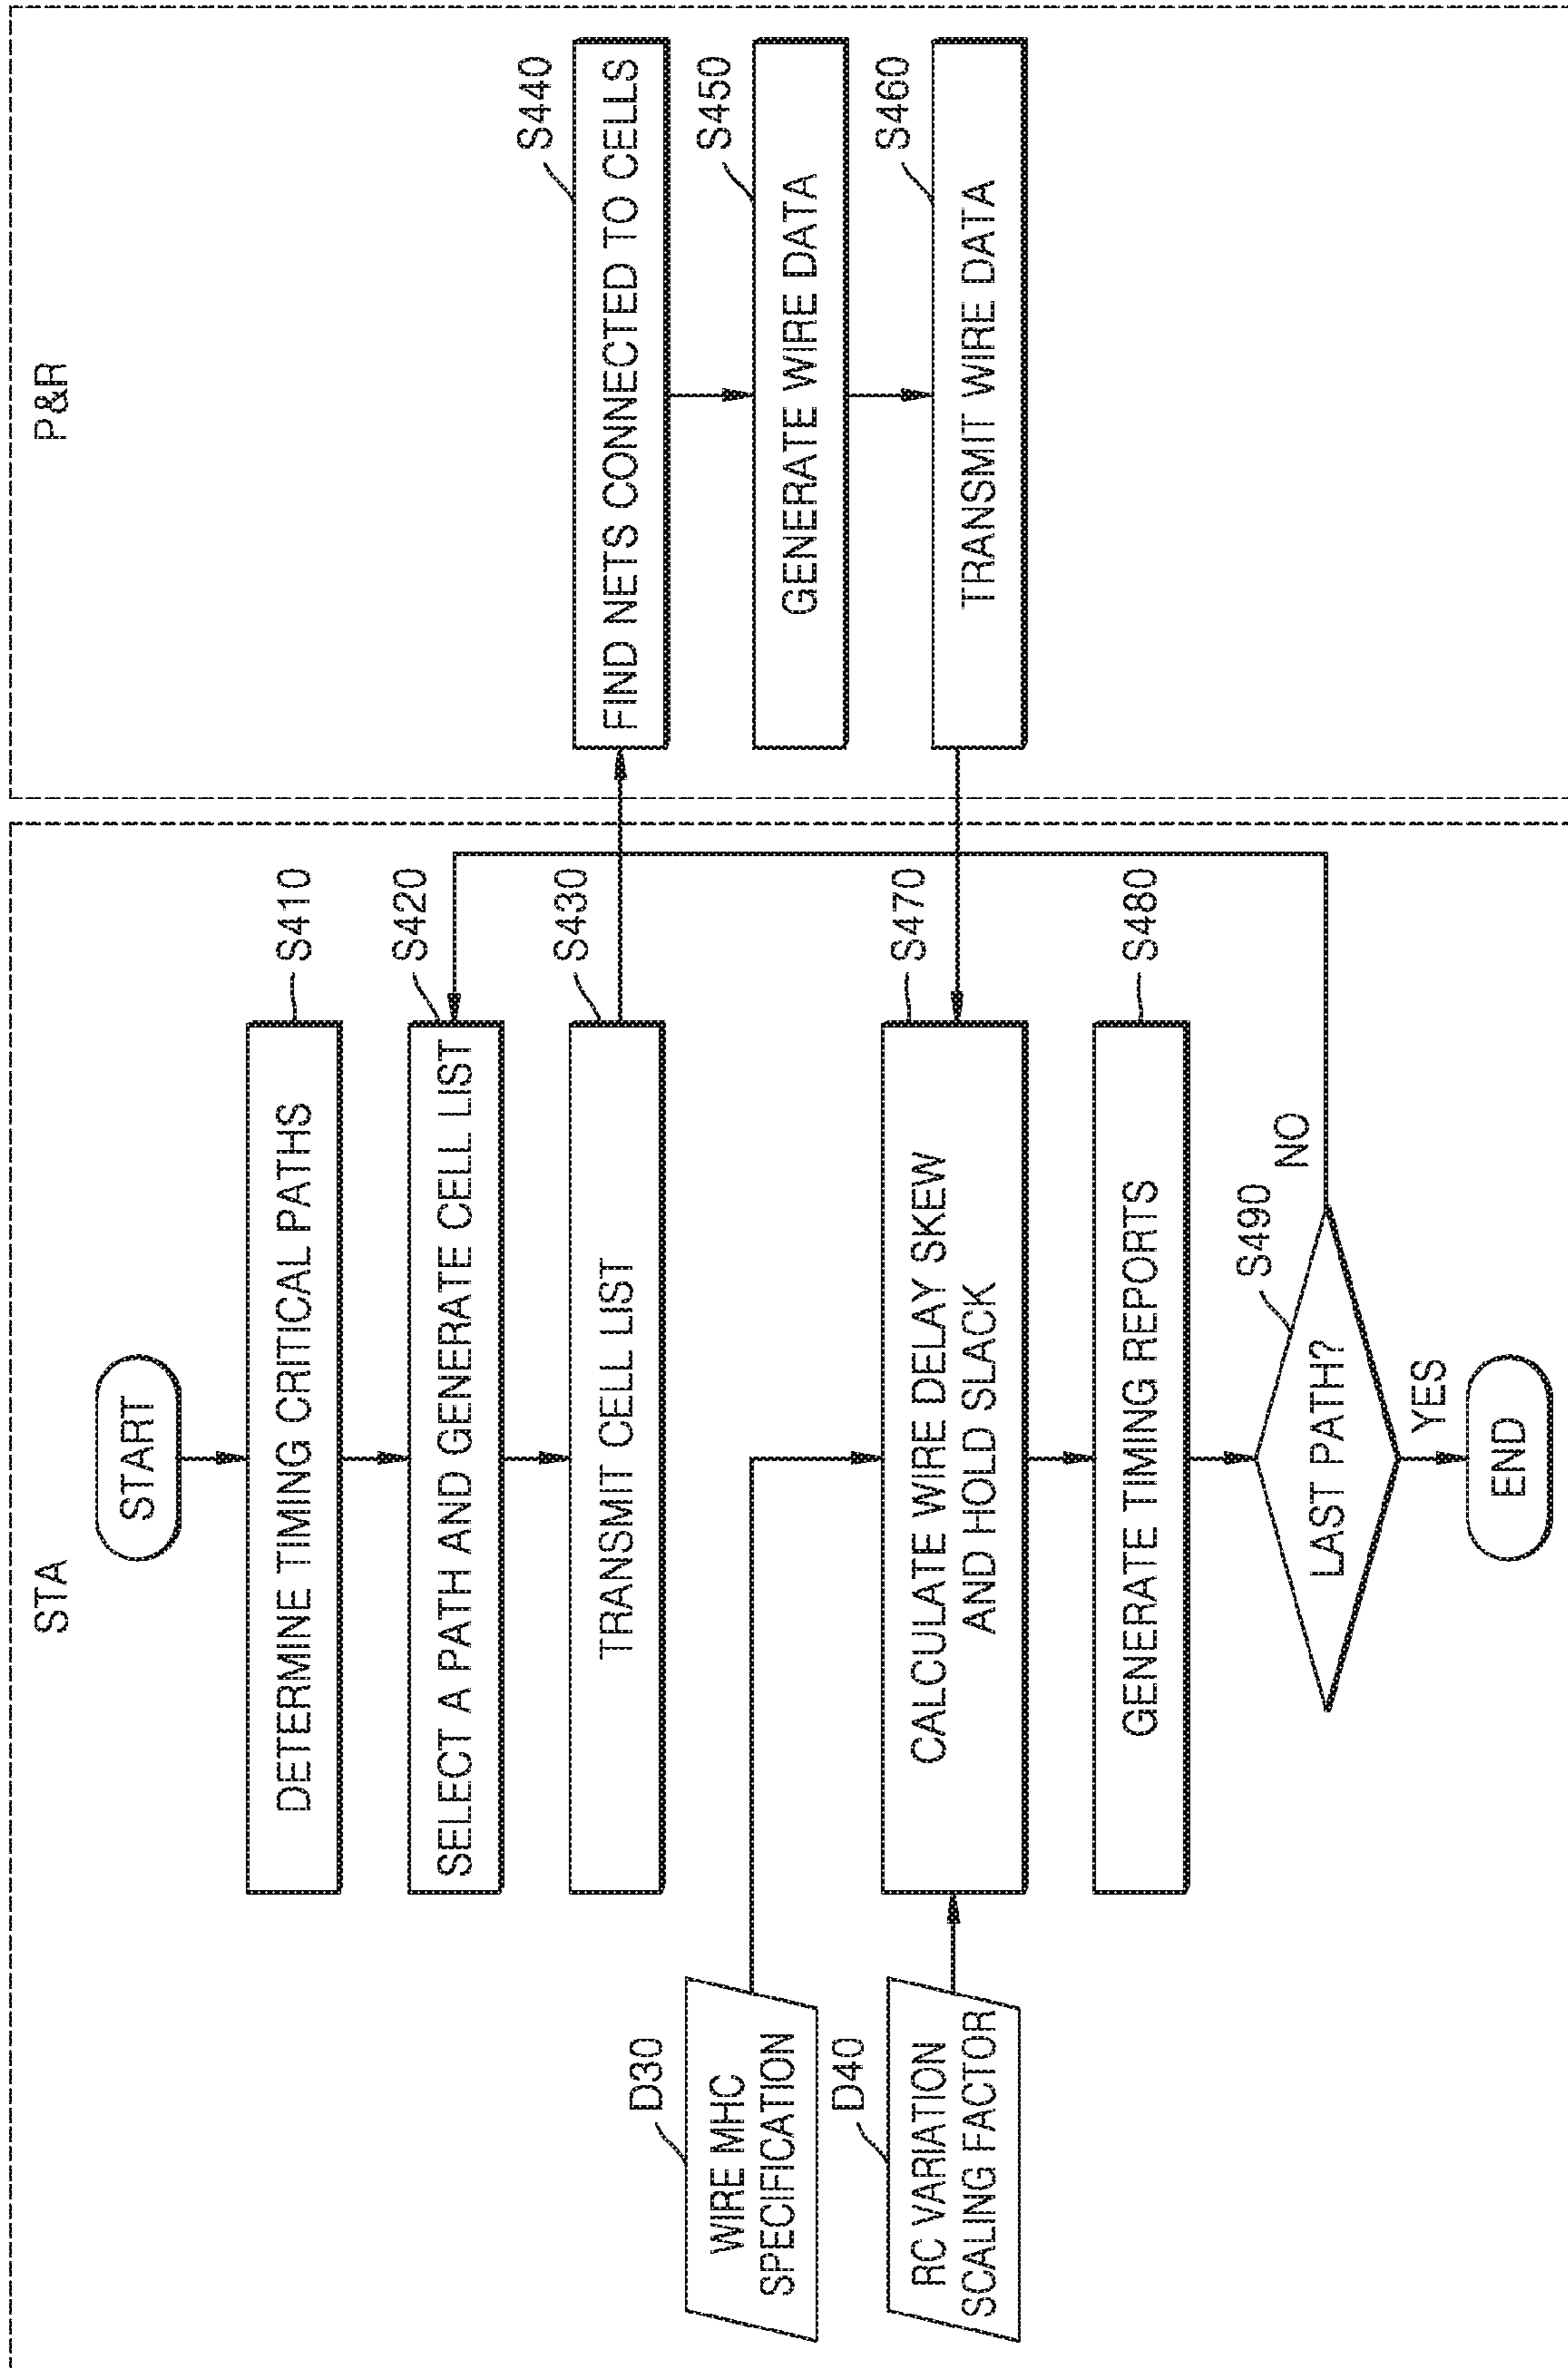 STA
START
DETERMINE TIMING CRITICAL PATHS
S410
SELECT A PATH AND GENERATE CELL LIST
S420
TRANSMIT CELL LIST
S430
D30
WIRE MHC
SPECIFICATION
D40
RC VARIATION
SCALING FACTOR
CALCULATE WIRE DELAY SKEW
AND HOLD SLACK
S470
GENERATE TIMING REPORTS
S480
LAST PATH?
S490
NO
YES
END
P&R
FIND NETS CONNECTED TO CELLS
S440
GENERATE WIRE DATA
S450
TRANSMIT WIRE DATA
S460